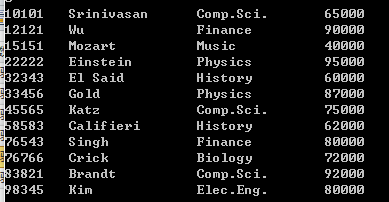 10101 Srinivasan Comp.Sci. 65000
12121 Wu Finance 90000
15151 Mozart Music 40000
22222 Einstein Physics 95000
32343 El Said History 60000
33456 Gold Physics 87000
45565 Katz Comp.Sci. 75000
58583 Califieri History 62000
76543 Singh Finance 80000
76766 Crick Biology 72000
83821 Brandt Comp.Sci. 92000
98345 Kim Elec.Eng. 80000